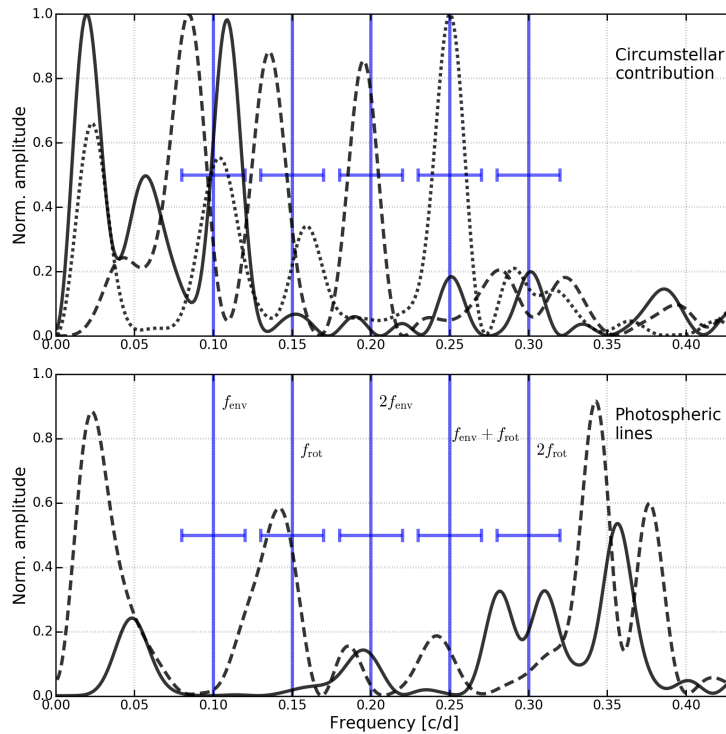 1.0
0.8
0.6
0.4
0.2
0.0
Norm. amplitude
Circumstellar
contribution
0.00 0.05 0.10 0.15 0.20 0.25 0.30 0.35 0.40
1.0
0.8
0.6
0.4
0.2
0.0
Norm. amplitude
f_env
f_rot
2f_env
f_env + f_rot
2f_rot
Photospheric
lines
0.00 0.05 0.10 0.15 0.20 0.25 0.30 0.35 0.40
Frequency [c/d]